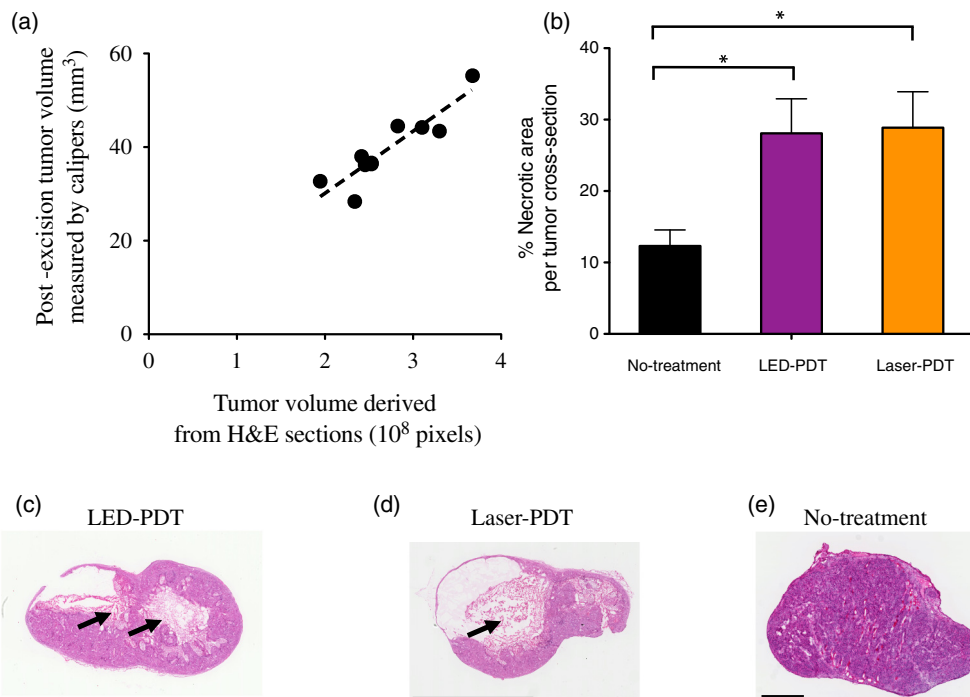 (a)
Post -excision tumor volume
measured by calipers (mm³)
60
40
20
0
0 1 2 3 4
Tumor volume derived
from H&E sections (10⁸ pixels)
(b)
% Necrotic area
per tumor cross-section
40
30
20
10
0
*
*
No-treatment LED-PDT Laser-PDT
(c)
LED-PDT
(d)
Laser-PDT
(e)
No-treatment